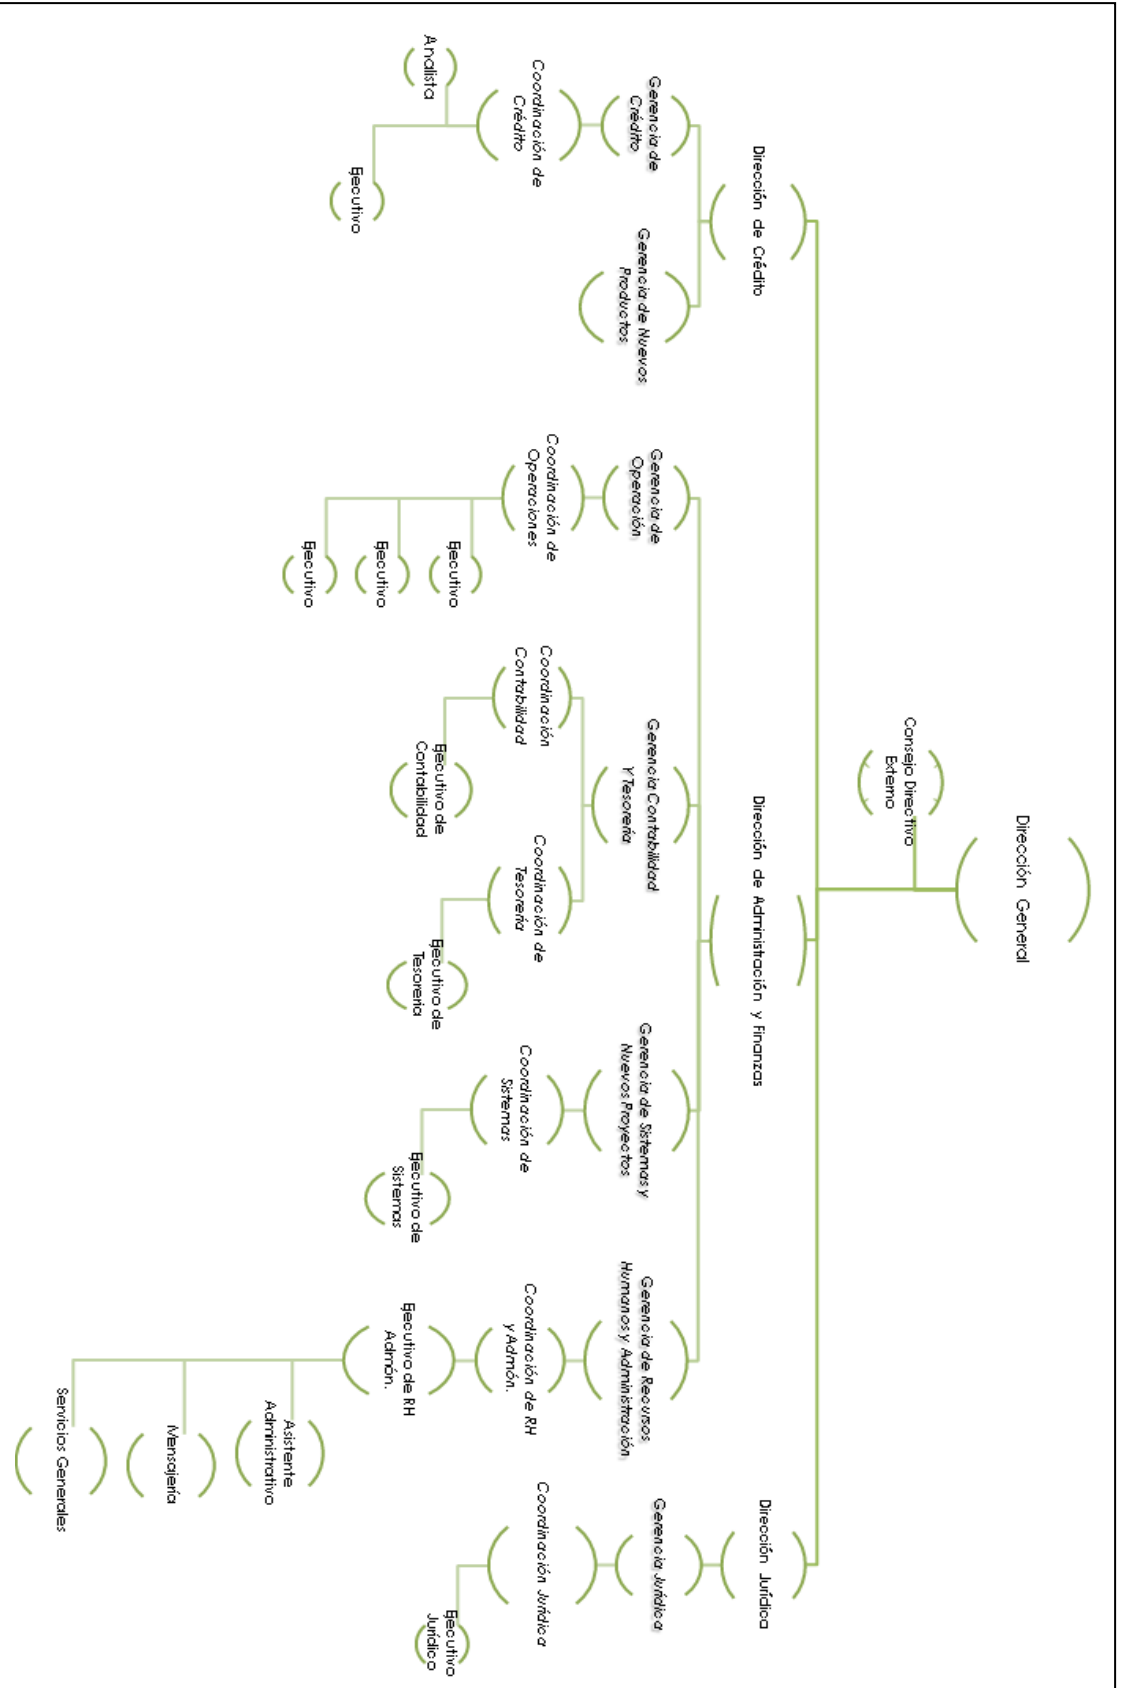 Dirección General
Consejo Directivo
Externo
Dirección de Crédito
Dirección de Administración y Finanzas
Dirección Jurídica
Gerencia de
Crédito
Gerencia de Nuevos
Productos
Gerencia de
Operación
Gerencia Contabilidad
Y Tesorería
Gerencia de Sistemas y
Nuevos Proyectos
Gerencia de Recursos
Humanos y Administración
Gerencia Jurídica
Coordinación de
Crédito
Coordinación de
Operaciones
Coordinación
Contabilidad
Coordinación de
Tesorería
Coordinación de
Sistemas
Coordinación de RH
y Admón.
Coordinación Jurídica
Analista
Ejecutivo
Ejecutivo
Ejecutivo
Ejecutivo
Ejecutivo de
Contabilidad
Ejecutivo de
Tesorería
Ejecutivo de
Sistemas
Ejecutivo de RH
Admón.
Ejecutivo
Jurídico
Asistente
Administrativo
Mensajería
Servicios Generales